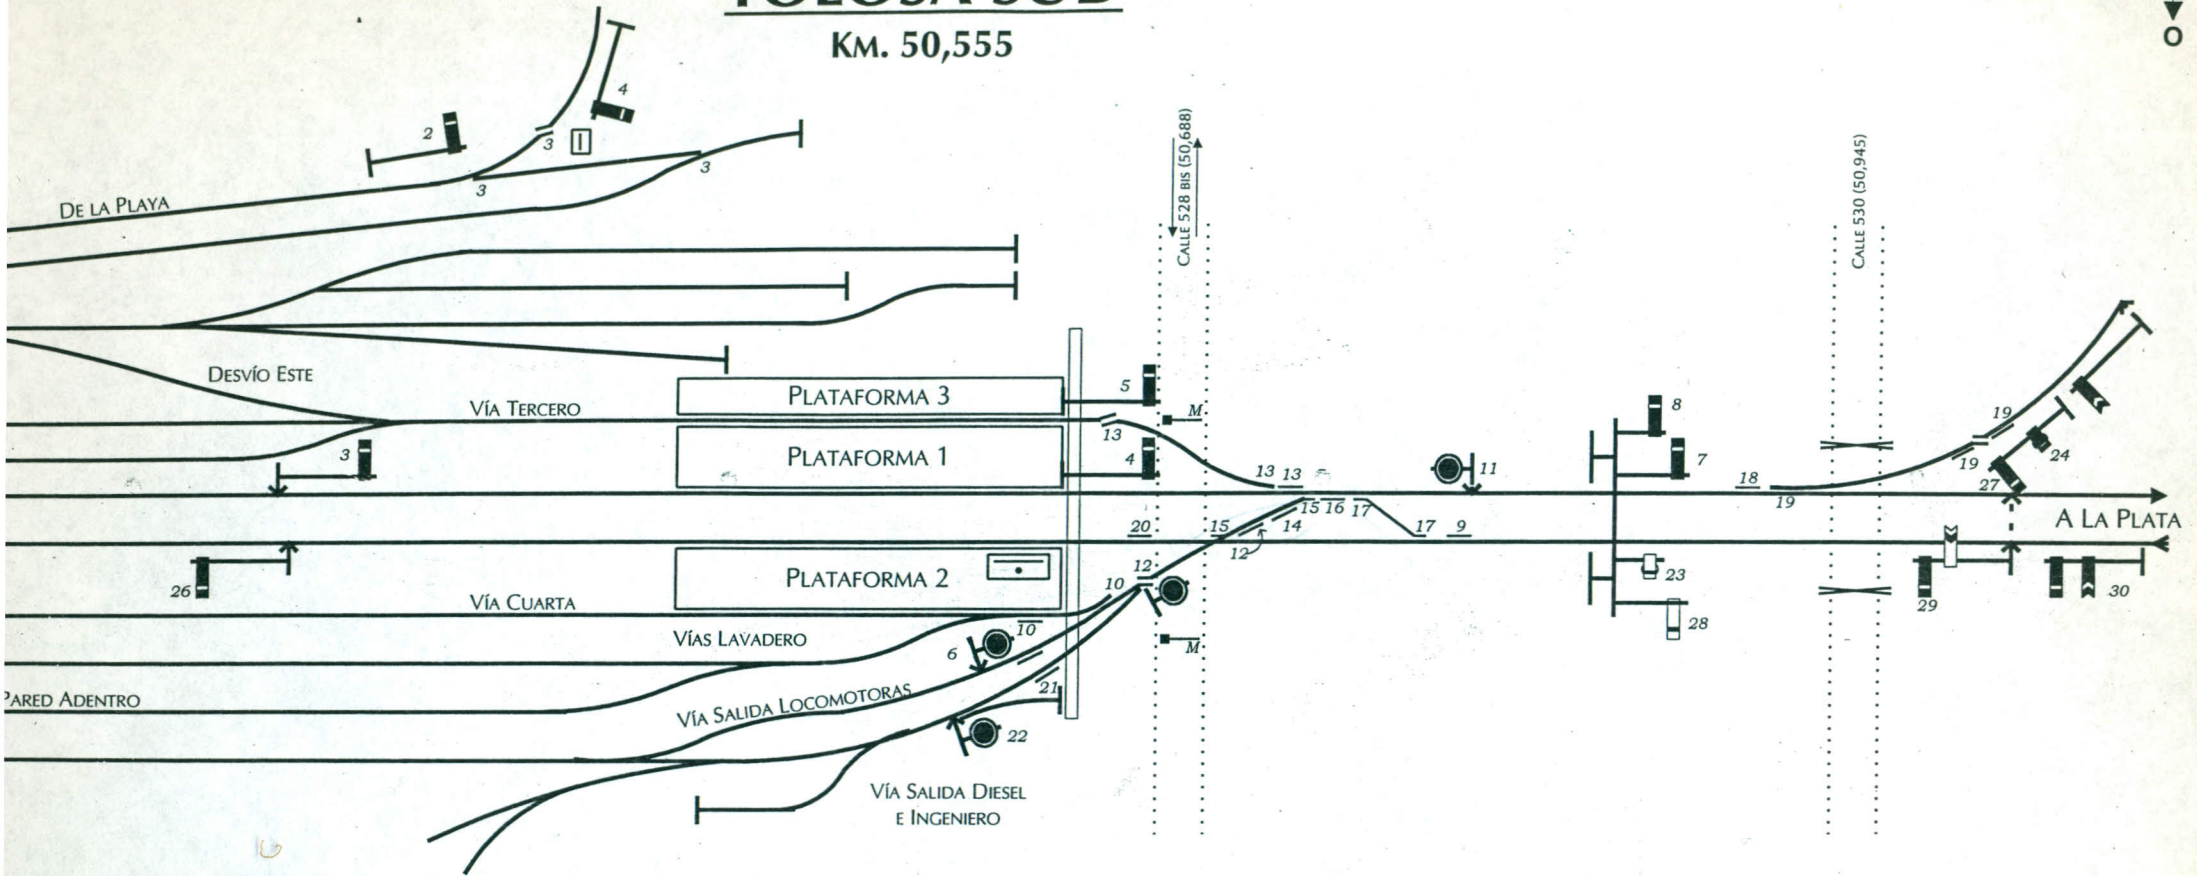 TOLOSA SUD
KM. 50,555
O
4
2
3
3
3
DE LA PLAYA
CALLE 528 BIS (50,688)
CALLE 530 (50,945)
DESVÍO ESTE
VÍA TERCERO
PLATAFORMA 3
5
M
13
8
19
3
PLATAFORMA 1
4
13 13
11
7
18
19
24
19
27
15 16 17
A LA PLATA
20
15
14
17
9
12
26
PLATAFORMA 2
12
10
23
29
30
VÍA CUARTA
10
28
VÍAS LAVADERO
6
M
21
PARED ADENTRO
VÍA SALIDA LOCOMOTORAS
22
VÍA SALIDA DIESEL
E INGENIERO